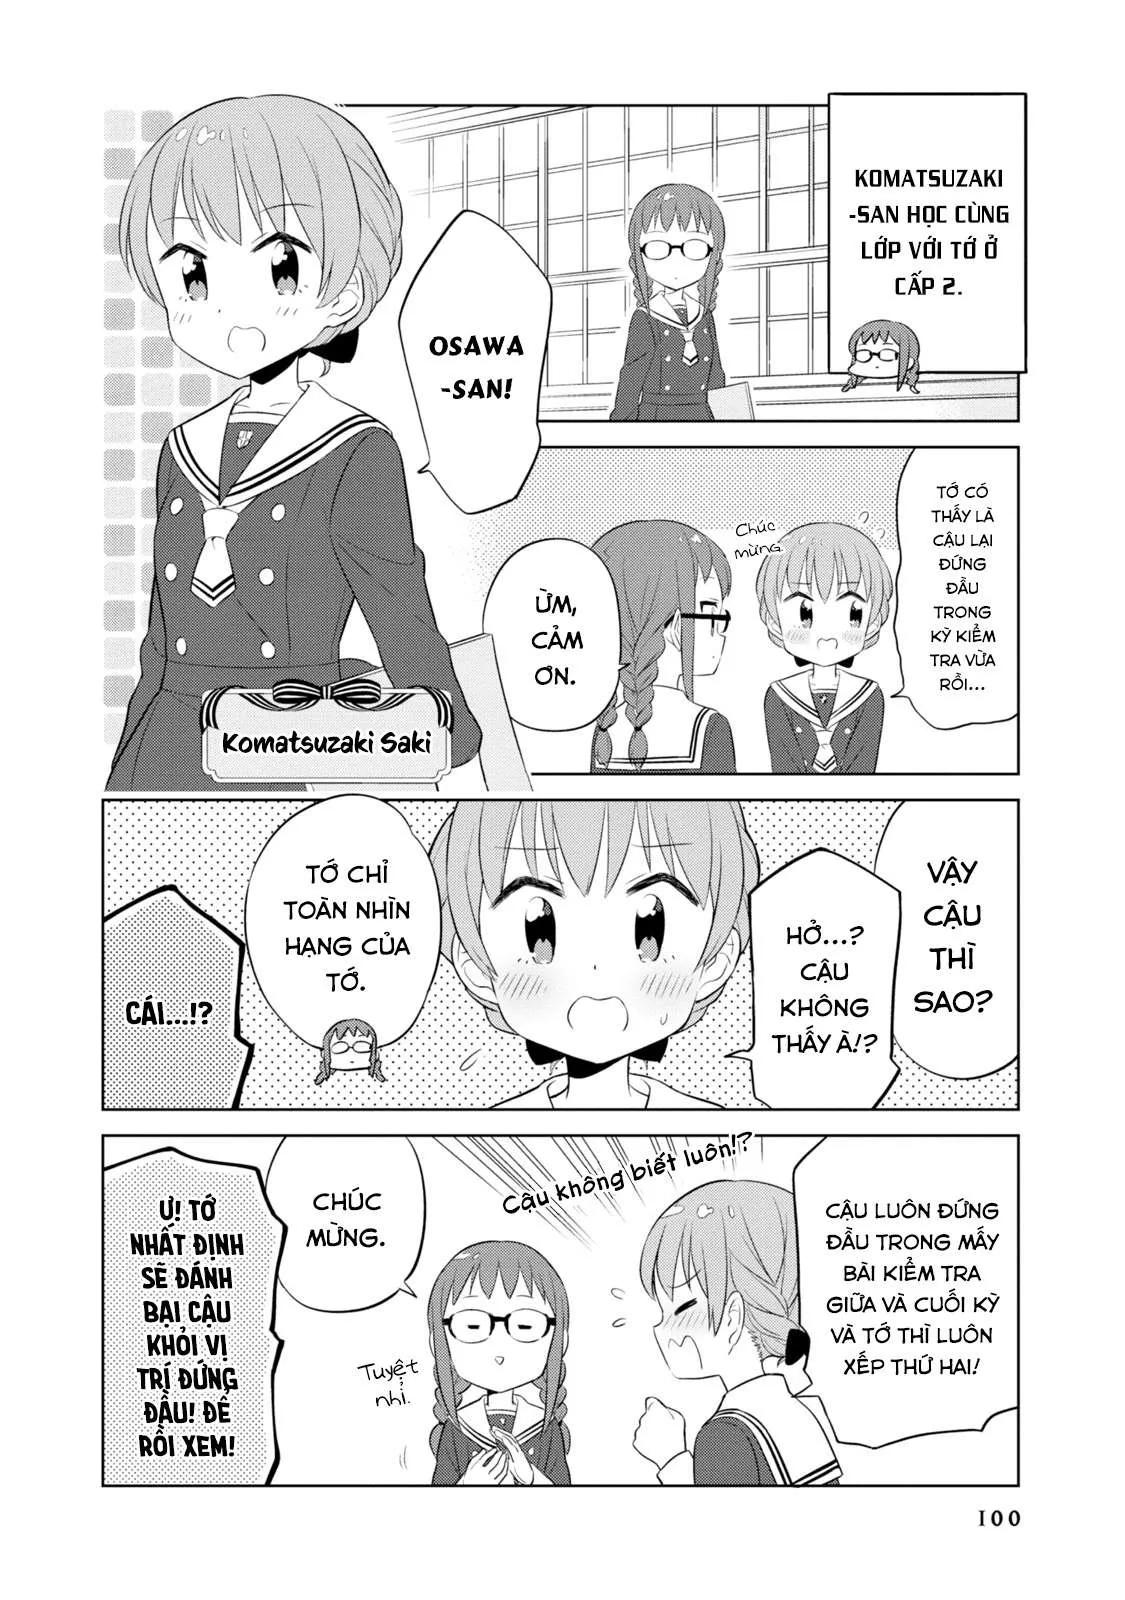 KOMATSUZAKI
-SAN HỌC CÙNG
LỚP VỚI TỚ Ở
CẤP 2.
OSAWA
-SAN!
Komatsuzaki Saki
TỚ CÓ
THẤY LÀ
CẬU LẠI
ĐỨNG
ĐẦU
TRONG
KỲ KIỂM
TRA VỪA
RỒI...
Chúc
mừng.
ỪM,
CẢM
ƠN.
VẬY
CẬU
THÌ
SAO?
HỞ...?
CẬU
KHÔNG
THẤY À!?
TỚ CHỈ
TOÀN NHÌN
HẠNG CỦA
TỚ.
CÁI...!?
CẬU LUÔN ĐỨNG
ĐẦU TRONG MẤY
BÀI KIỂM TRA
GIỮA VÀ CUỐI KỲ
VÀ TỚ THÌ LUÔN
XẾP THỨ HAI!
Cậu không biết luôn!?
CHÚC
MỪNG.
Tuyệt
nhỉ.
Ư! TỚ
NHẤT ĐỊNH
SẼ ĐÁNH
BẠI CẬU
KHỎI VỊ
TRÍ ĐỨNG
ĐẦU! ĐỂ
RỒI XEM!
100